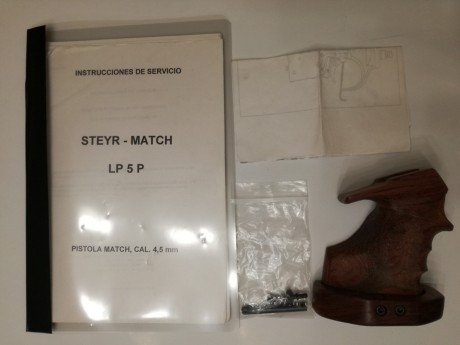 INSTRUCCIONES DE SERVICIO
STEYR - MATCH
LP 5 P
PISTOLA MATCH, CAL. 4,5 mm